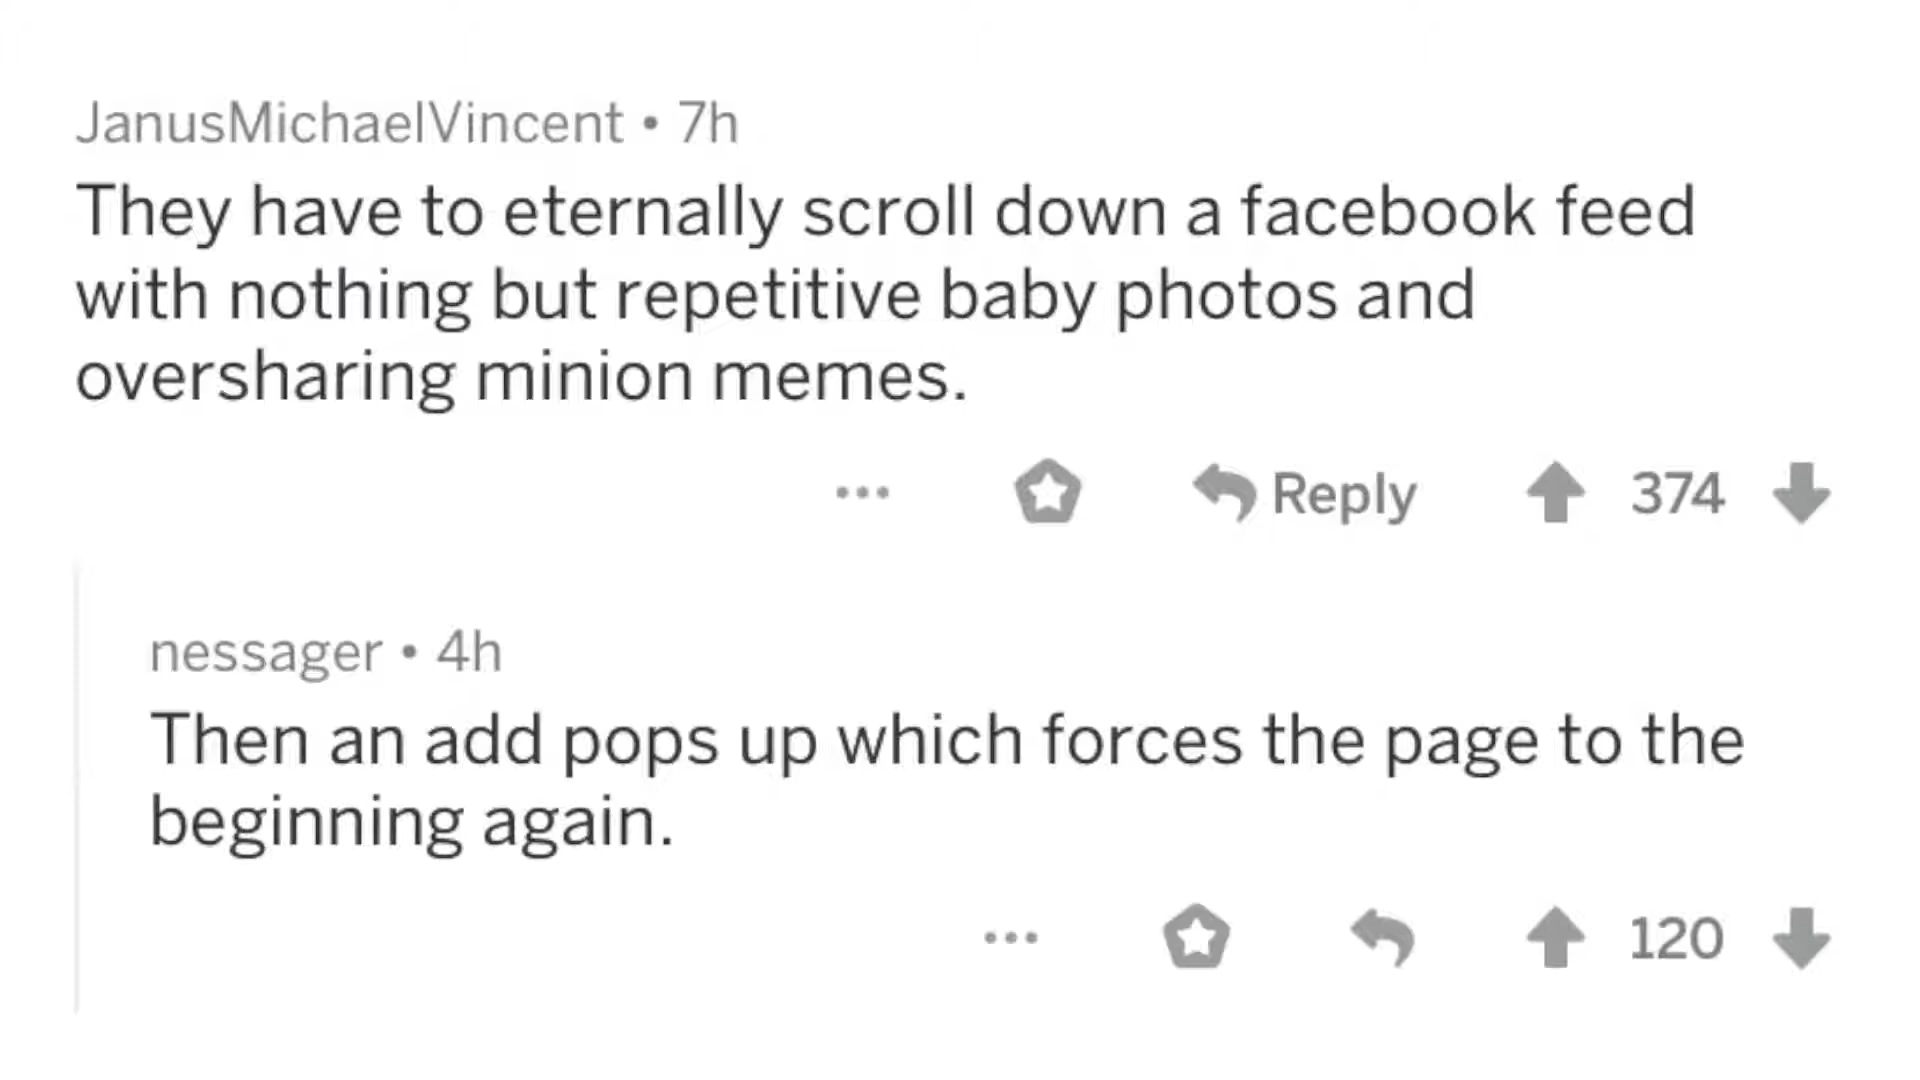 JanusMichaelVincent • 7h
They have to eternally scroll down a facebook feed
with nothing but repetitive baby photos and
oversharing minion memes.
... Reply 374
nessager • 4h
Then an add pops up which forces the page to the
beginning again.
... 120